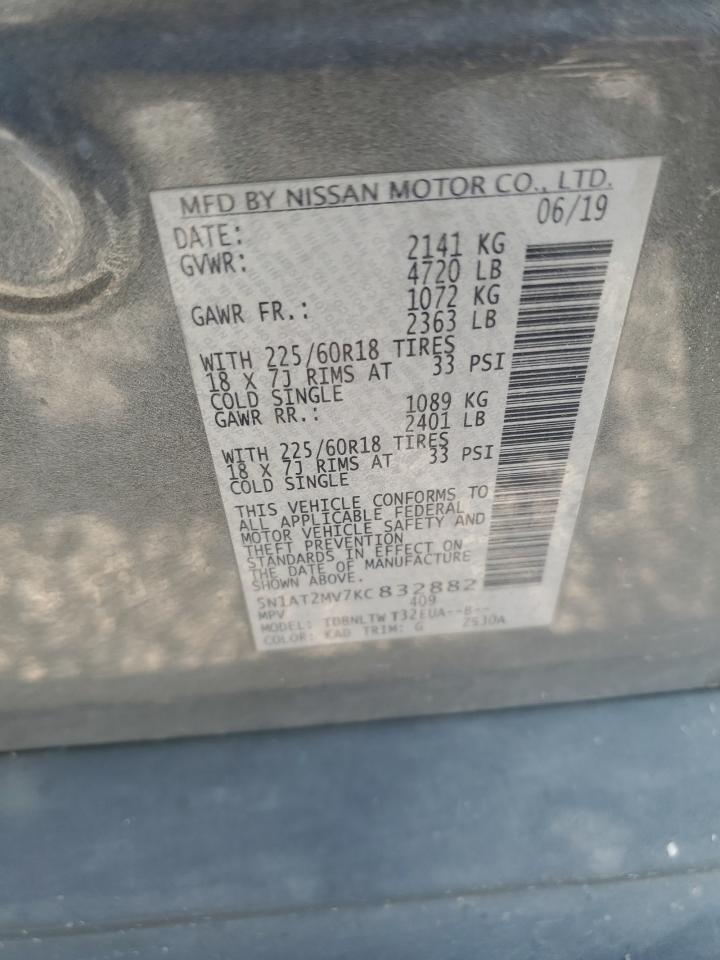 MFD BY NISSAN MOTOR CO., LTD.
DATE: 06/19
GVWR: 2141 KG
4720 LB
GAWR FR.: 1072 KG
2363 LB
WITH 225/60R18 TIRES
18 X 7J RIMS AT 33 PSI
COLD SINGLE
GAWR RR.: 1089 KG
2401 LB
WITH 225/60R18 TIRES
18 X 7J RIMS AT 33 PSI
COLD SINGLE
THIS VEHICLE CONFORMS TO
ALL APPLICABLE FEDERAL
MOTOR VEHICLE SAFETY AND
THEFT PREVENTION
STANDARDS IN EFFECT ON
THE DATE OF MANUFACTURE
SHOWN ABOVE.
5N1AT2MV7KC832882
MPV 409
MODEL: TDBNLTW T32EUA--B--
COLOR: KAD TRIM: G Z530A